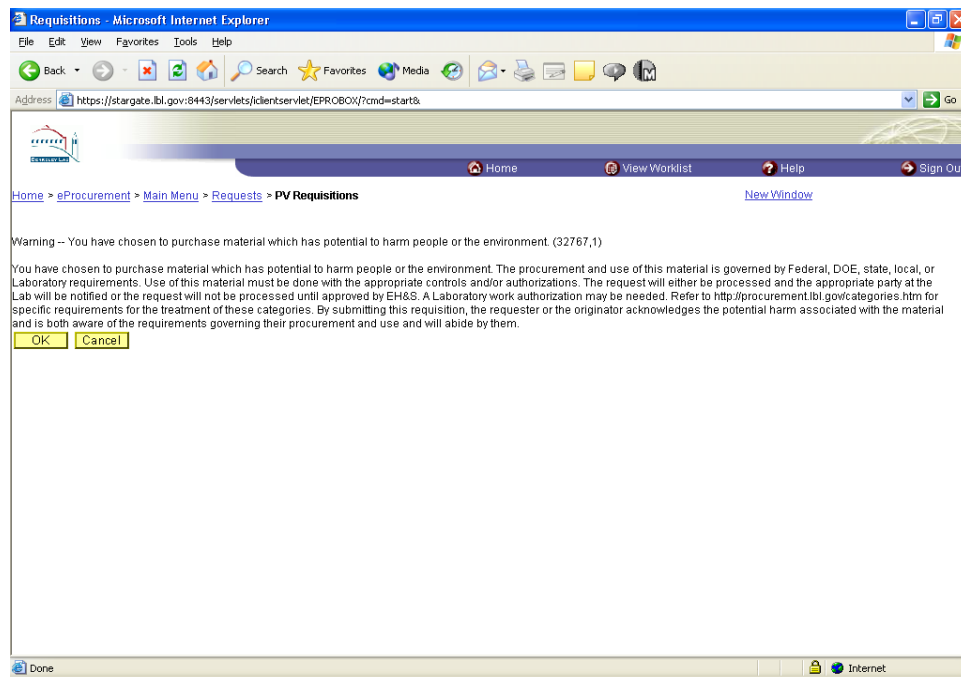 Requisitions - Microsoft Internet Explorer
File Edit View Favorites Tools Help
Back Search Favorites Media
Address https://stargate.lbl.gov:8443/servlets/iclientservlet/EPROBOX/?cmd=start& Go
BERKELEY LAB
Home View Worklist Help Sign Ou
Home > eProcurement > Main Menu > Requests > PV Requisitions New Window
Warning -- You have chosen to purchase material which has potential to harm people or the environment. (32767,1)
You have chosen to purchase material which has potential to harm people or the environment. The procurement and use of this material is governed by Federal, DOE, state, local, or
Laboratory requirements. Use of this material must be done with the appropriate controls and/or authorizations. The request will either be processed and the appropriate party at the
Lab will be notified or the request will not be processed until approved by EH&S. A Laboratory work authorization may be needed. Refer to http://procurement.lbl.gov/categories.htm for
specific requirements for the treatment of these categories. By submitting this requisition, the requester or the originator acknowledges the potential harm associated with the material
and is both aware of the requirements governing their procurement and use and will abide by them.
OK Cancel
Done Internet